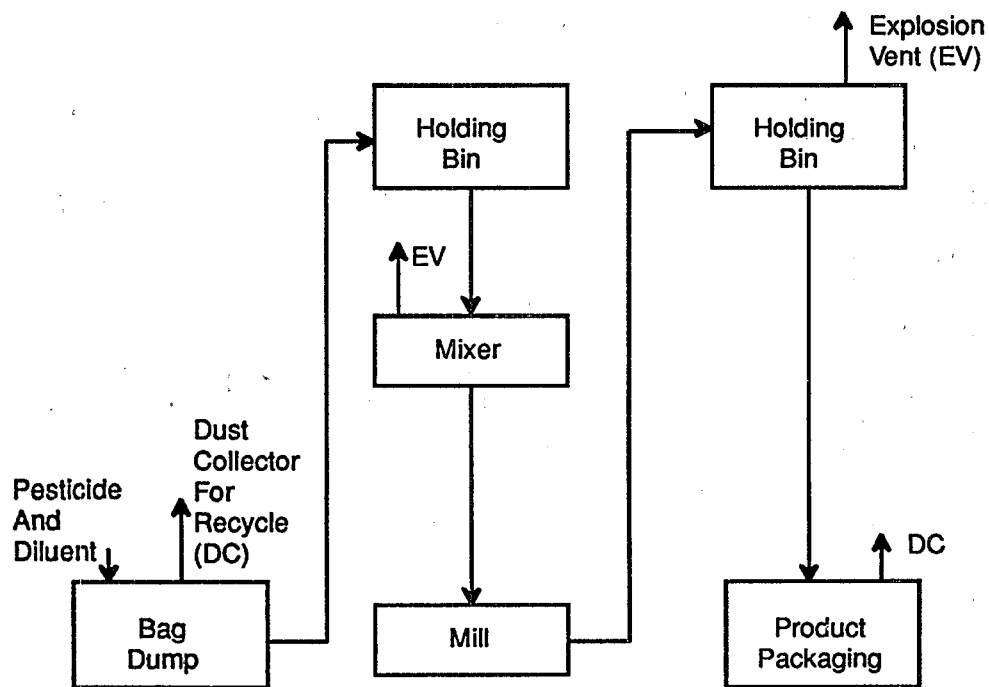 Explosion
Vent (EV)
Holding
Bin
Holding
Bin
EV
Mixer
Dust
Collector
For
Recycle
(DC)
Pesticide
And
Diluent
DC
Bag
Dump
Mill
Product
Packaging